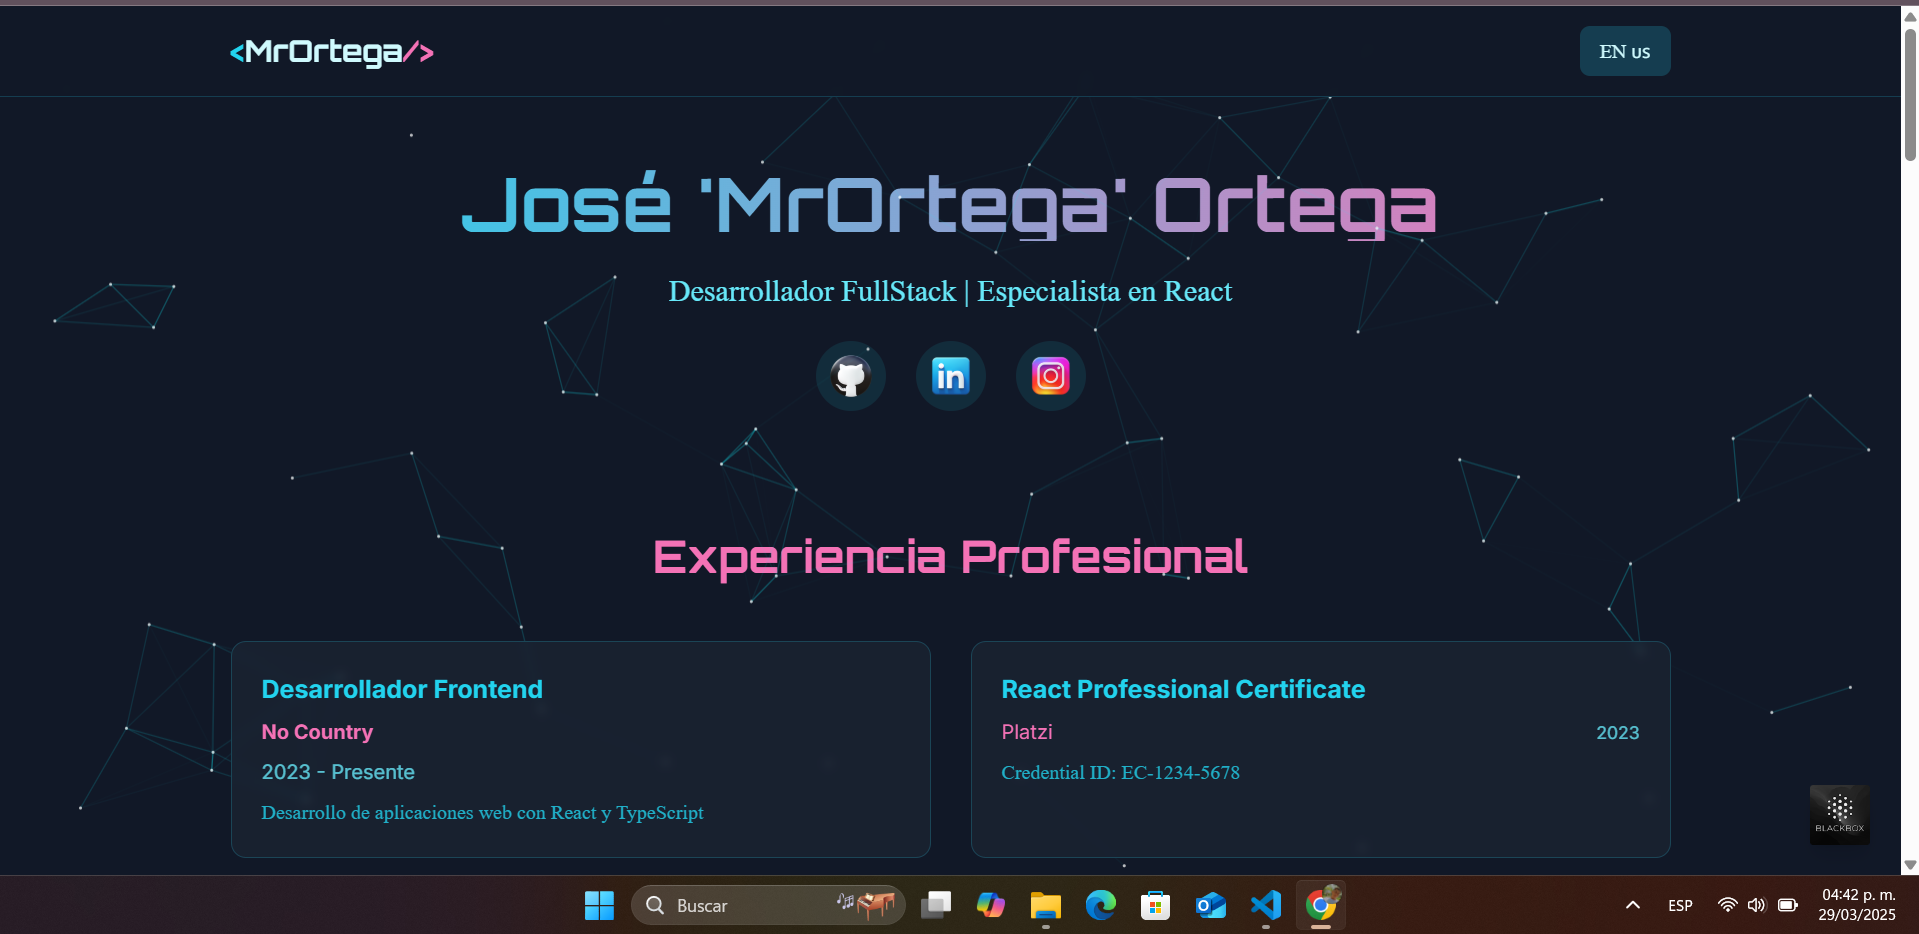 <MrOrtega/>
EN US
José 'MrOrtega' Ortega
Desarrollador FullStack | Especialista en React
in
Experiencia Profesional
Desarrollador Frontend
No Country
2023 - Presente
Desarrollo de aplicaciones web con React y TypeScript
React Professional Certificate
Platzi
2023
Credential ID: EC-1234-5678
BLACKBOX
Buscar
ESP
04:42 p. m.
29/03/2025